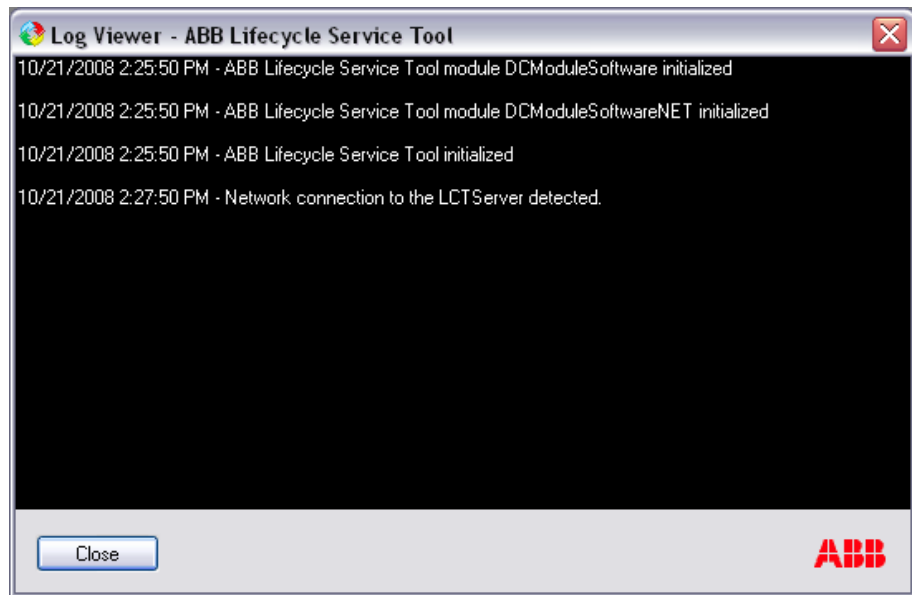 Log Viewer - ABB Lifecycle Service Tool
10/21/2008 2:25:50 PM - ABB Lifecycle Service Tool module DCModuleSoftware initialized
10/21/2008 2:25:50 PM - ABB Lifecycle Service Tool module DCModuleSoftwareNET initialized
10/21/2008 2:25:50 PM - ABB Lifecycle Service Tool initialized
10/21/2008 2:27:50 PM - Network connection to the LCTServer detected.
Close
ABB